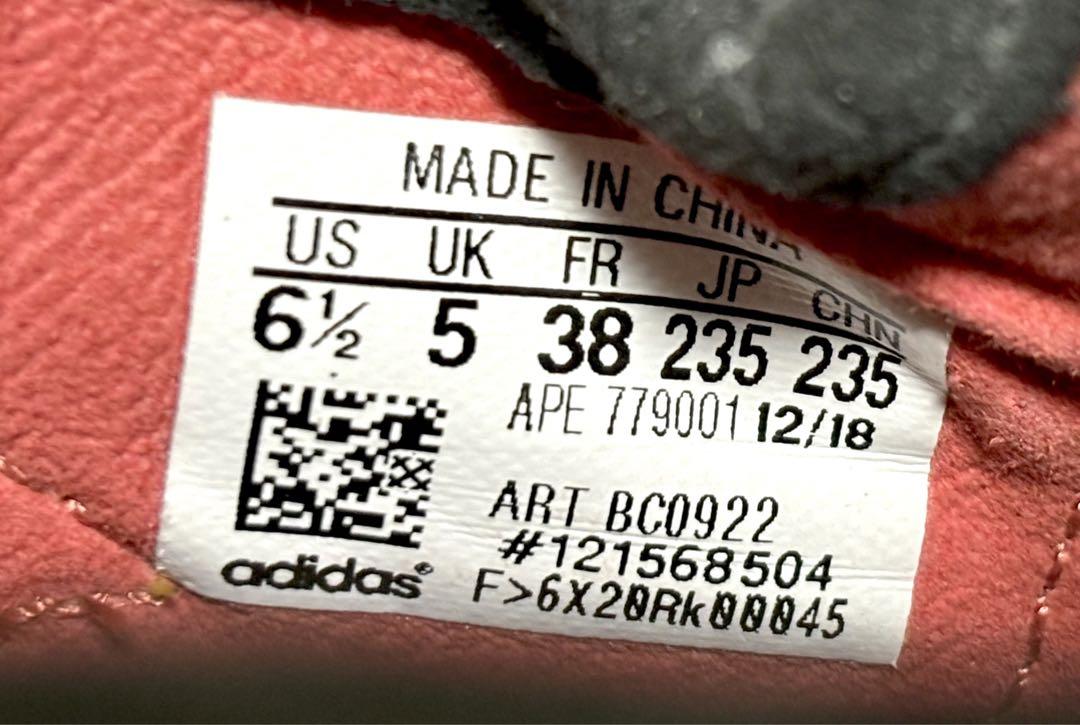 MADE IN CHINA
US UK FR JP CHN
6½ 5 38 235 235
APE 779001 12/18
ART BC0922
#121568504
adidas®
F>6X20Rk00045